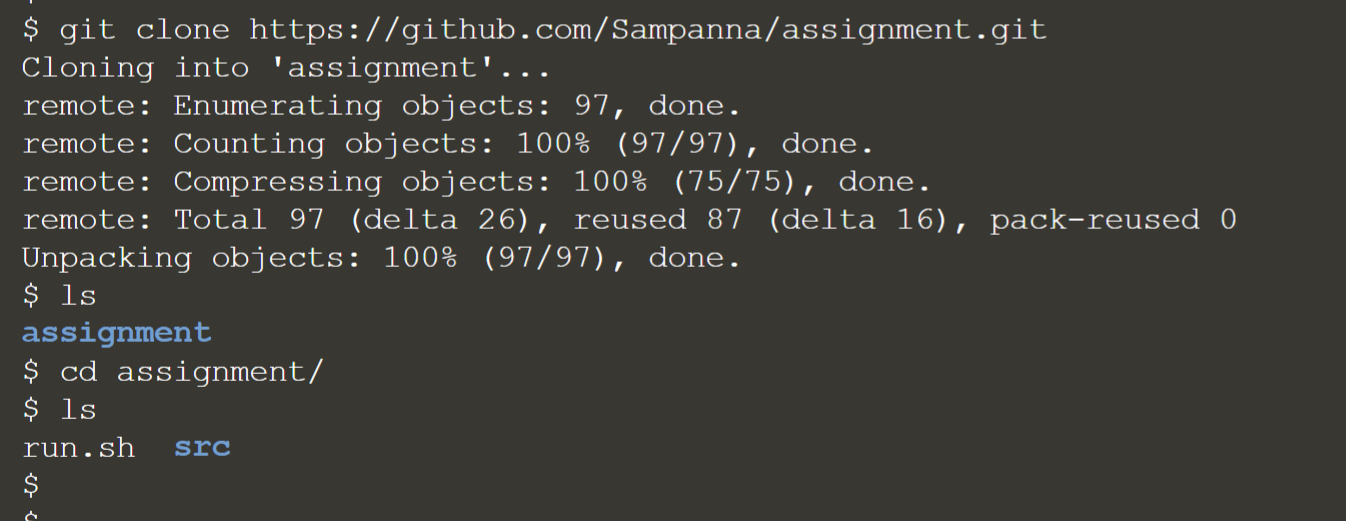 $ git clone https://github.com/Sampanna/assignment.git
Cloning into 'assignment'...
remote: Enumerating objects: 97, done.
remote: Counting objects: 100% (97/97), done.
remote: Compressing objects: 100% (75/75), done.
remote: Total 97 (delta 26), reused 87 (delta 16), pack-reused 0
Unpacking objects: 100% (97/97), done.
$ ls
assignment
$ cd assignment/
$ ls
run.sh  src
$
$